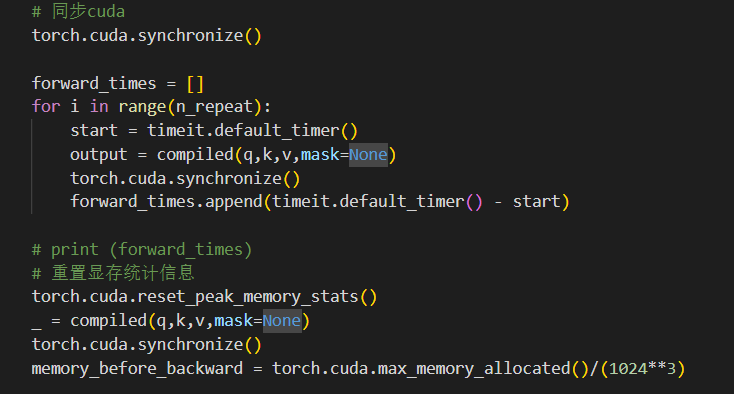 # 同步cuda
torch.cuda.synchronize()
forward_times = []
for i in range(n_repeat):
start = timeit.default_timer()
output = compiled(q,k,v,mask=None)
torch.cuda.synchronize()
forward_times.append(timeit.default_timer() - start)
# print (forward_times)
# 重置显存统计信息
torch.cuda.reset_peak_memory_stats()
_ = compiled(q,k,v,mask=None)
torch.cuda.synchronize()
memory_before_backward = torch.cuda.max_memory_allocated()/(1024**3)